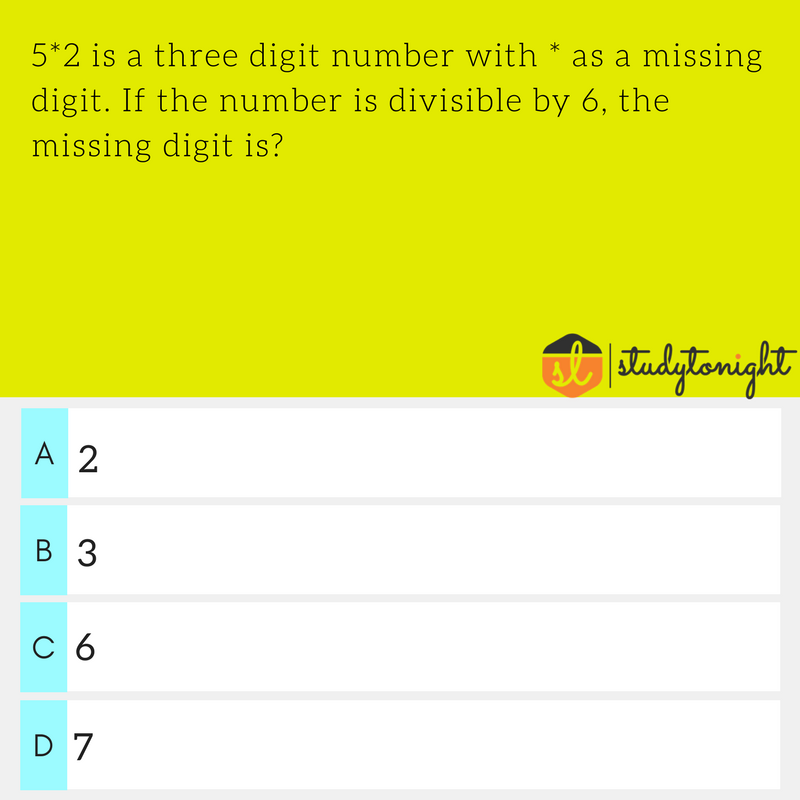 5*2 is a three digit number with * as a missing
digit. If the number is divisible by 6, the
missing digit is?
sl studytonight
A 2
B 3
C 6
D 7